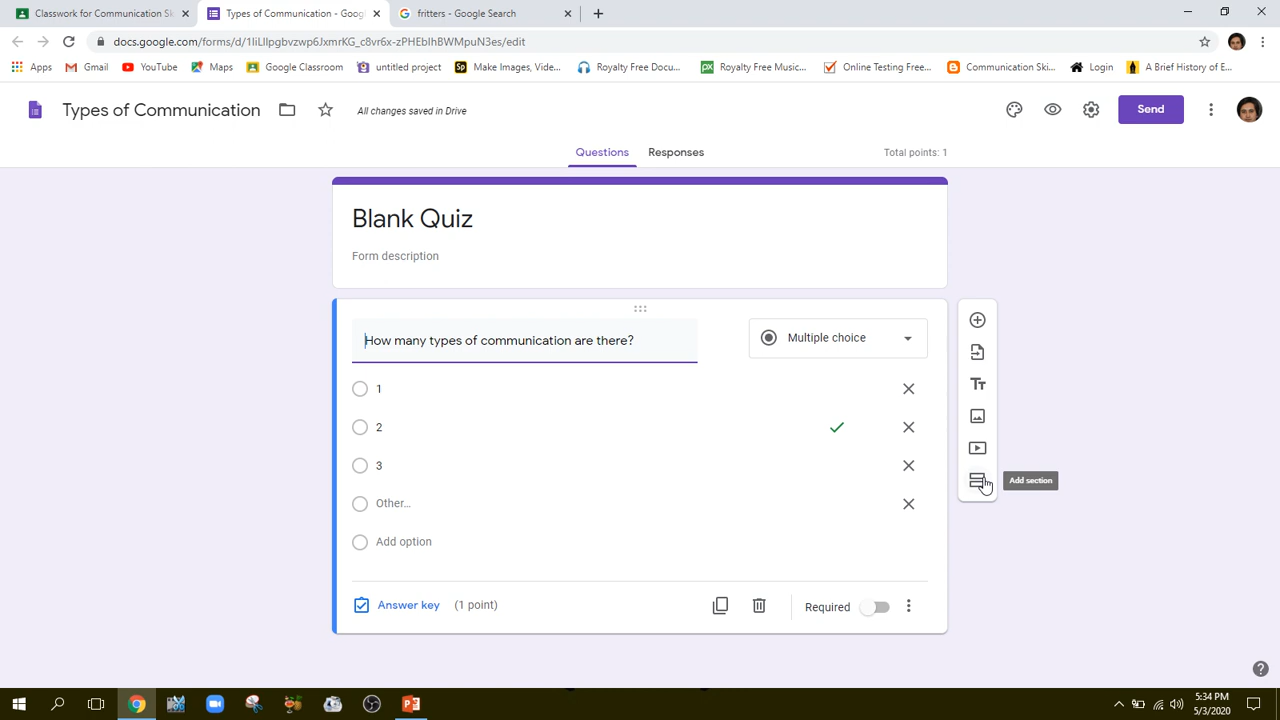 Classwork for Communication Sk
Types of Communication - Goog
fritters - Google Search
docs.google.com/forms/d/1IiLlIpgbvzwp6JxmrKG_c8vr6x-zPHEbIhBWMpuN3es/edit
Apps
Gmail
YouTube
Maps
Google Classroom
untitled project
Make Images, Vide...
Royalty Free Docu...
Royalty Free Music...
Online Testing Free...
Communication Ski...
Login
A Brief History of E...
Types of Communication
All changes saved in Drive
Send
Questions
Responses
Total points: 1
Blank Quiz
Form description
How many types of communication are there?
Multiple choice
1
2
3
Other...
Add option
Add section
Answer key
(1 point)
Required
5:34 PM
5/3/2020